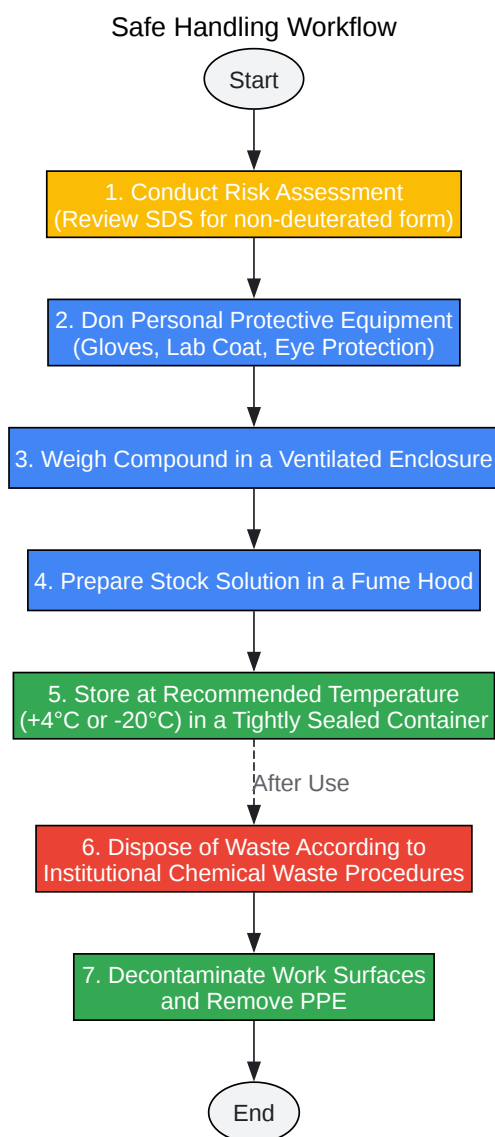 Safe Handling Workflow
Start
1. Conduct Risk Assessment
(Review SDS for non-deuterated form)
2. Don Personal Protective Equipment
(Gloves, Lab Coat, Eye Protection)
3. Weigh Compound in a Ventilated Enclosure
4. Prepare Stock Solution in a Fume Hood
5. Store at Recommended Temperature
(+4°C or -20°C) in a Tightly Sealed Container
After Use
6. Dispose of Waste According to
Institutional Chemical Waste Procedures
7. Decontaminate Work Surfaces
and Remove PPE
End